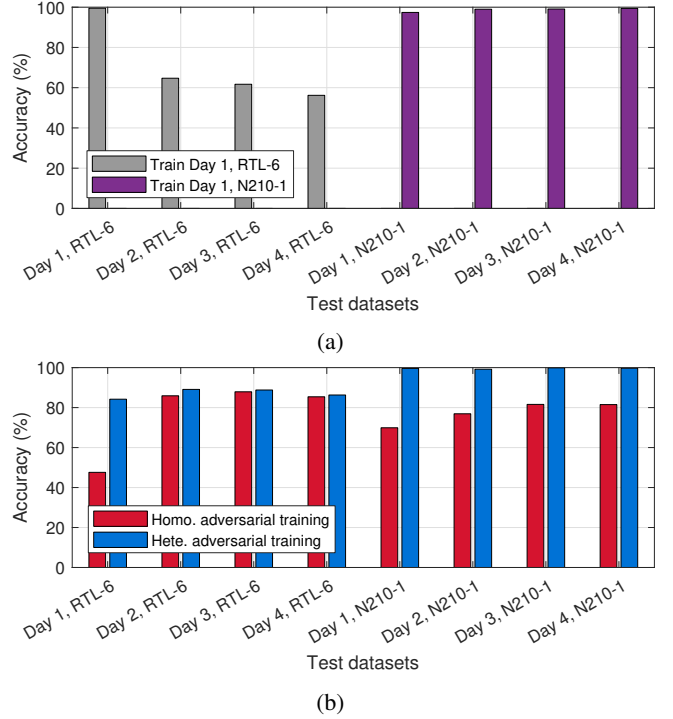 100
80
60
40
20
0
Accuracy (%)
Train Day 1, RTL-6
Train Day 1, N210-1
Day 1, RTL-6
Day 2, RTL-6
Day 3, RTL-6
Day 4, RTL-6
Day 1, N210-1
Day 2, N210-1
Day 3, N210-1
Day 4, N210-1
Test datasets
(a)
100
80
60
40
20
0
Accuracy (%)
Homo. adversarial training
Hete. adversarial training
Day 1, RTL-6
Day 2, RTL-6
Day 3, RTL-6
Day 4, RTL-6
Day 1, N210-1
Day 2, N210-1
Day 3, N210-1
Day 4, N210-1
Test datasets
(b)